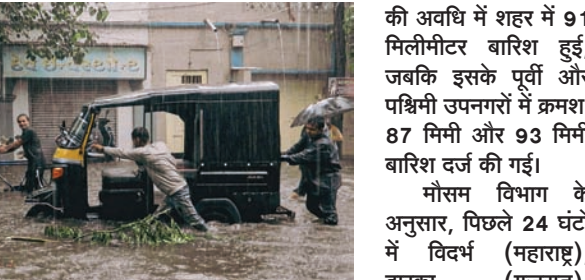 की अवधि में शहर में 91
मिलीमीटर बारिश हुई,
जबकि इसके पूर्वी और
पश्चिमी उपनगरों में क्रमशः
87 मिमी और 93 मिमी
बारिश दर्ज की गई।
मौसम विभाग के
अनुसार, पिछले 24 घंटे
में विदर्भ (महाराष्ट्र)